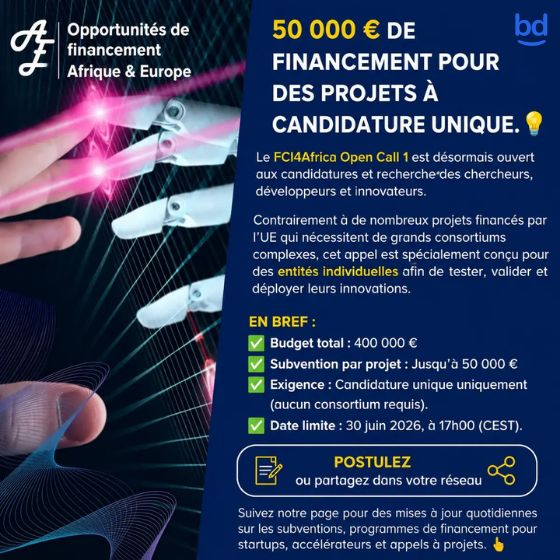 AE
Opportunités de
financement
Afrique & Europe
bd
50 000 € DE
FINANCEMENT POUR
DES PROJETS À
CANDIDATURE UNIQUE.
Le FCI4Africa Open Call 1 est désormais ouvert
aux candidatures et recherche des chercheurs,
développeurs et innovateurs.
Contrairement à de nombreux projets financés par
l'UE qui nécessitent de grands consortiums
complexes, cet appel est spécialement conçu pour
des entités individuelles afin de tester, valider et
déployer leurs innovations.
EN BREF :
✅ Budget total : 400 000 €
✅ Subvention par projet : Jusqu'à 50 000 €
✅ Exigence : Candidature unique uniquement
(aucun consortium requis).
✅ Date limite : 30 juin 2026, à 17h00 (CEST).
POSTULEZ
ou partagez dans votre réseau
Suivez notre page pour des mises à jour quotidiennes
sur les subventions, programmes de financement pour
startups, accélérateurs et appels à projets.